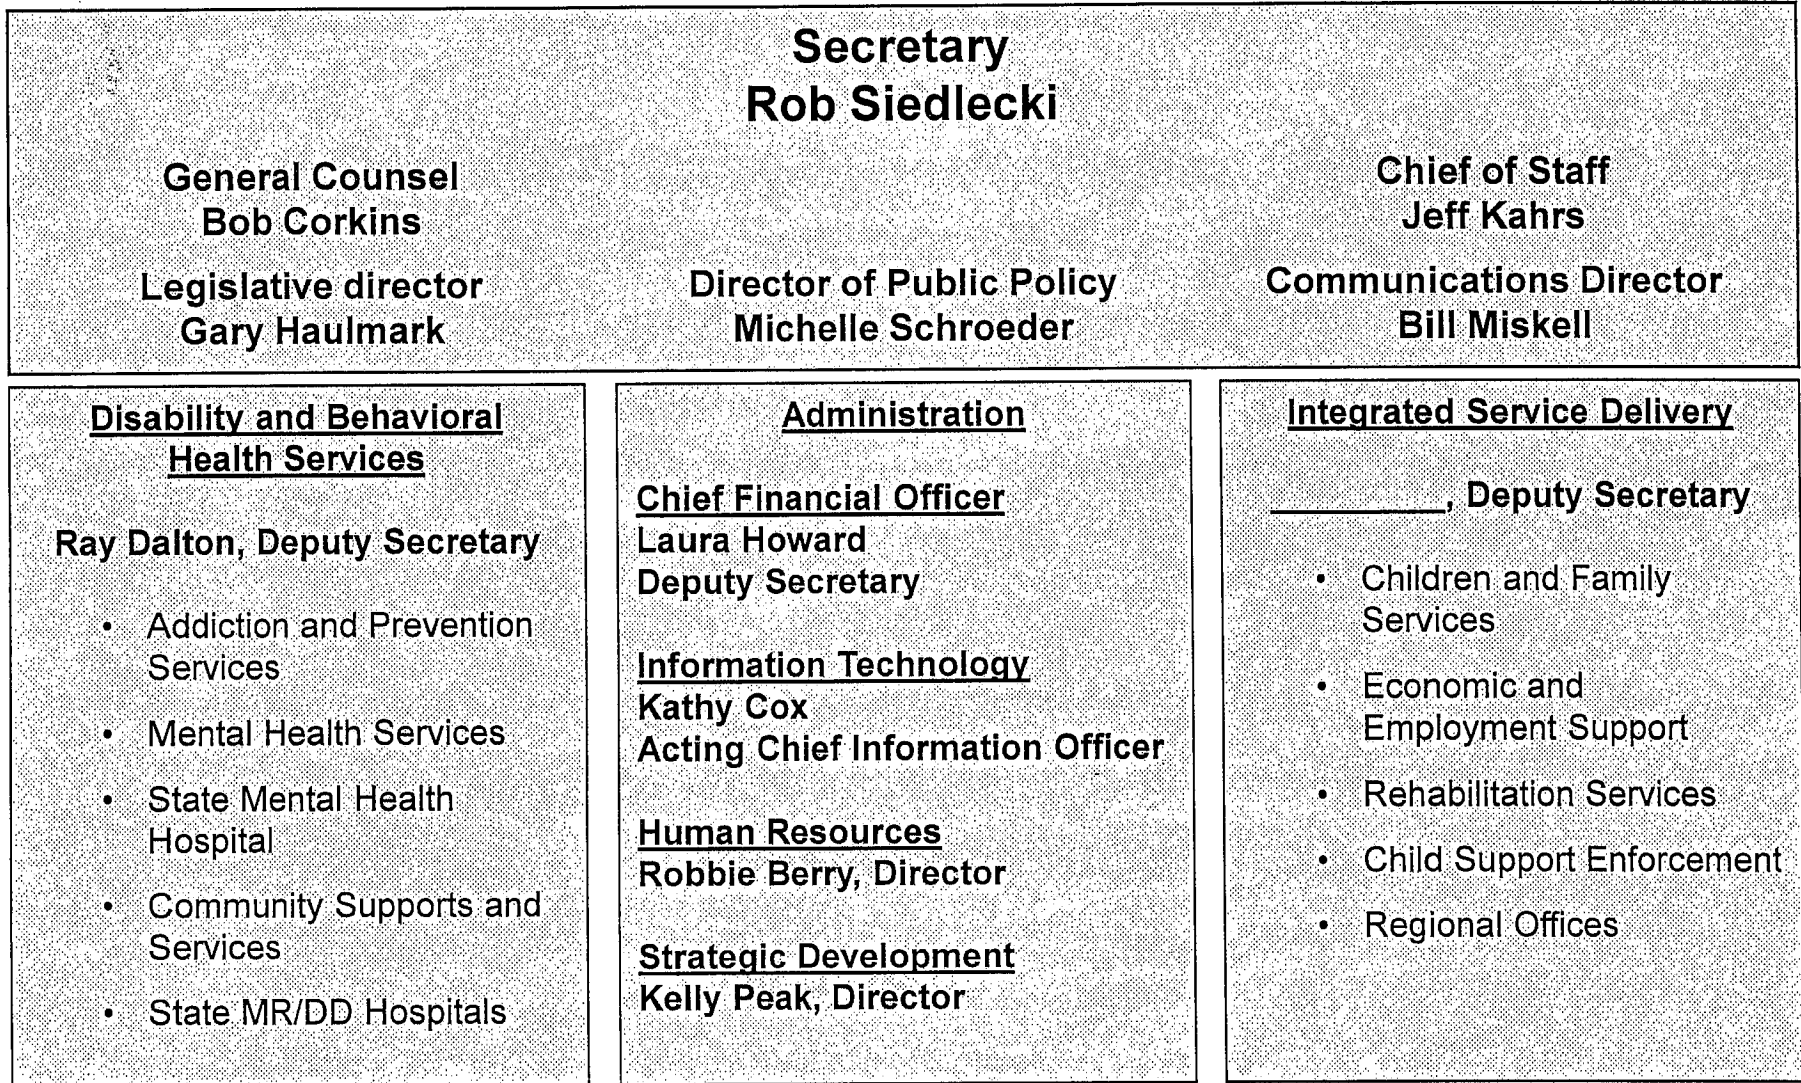 Secretary
Rob Siedlecki
General Counsel
Bob Corkins
Chief of Staff
Jeff Kahrs
Legislative director
Gary Haulmark
Director of Public Policy
Michelle Schroeder
Communications Director
Bill Miskell
Disability and Behavioral
Health Services
Ray Dalton, Deputy Secretary
• Addiction and Prevention
Services
• Mental Health Services
• State Mental Health
Hospital
• Community Supports and
Services
• State MR/DD Hospitals
Administration
Chief Financial Officer
Laura Howard
Deputy Secretary
Information Technology
Kathy Cox
Acting Chief Information Officer
Human Resources
Robbie Berry, Director
Strategic Development
Kelly Peak, Director
Integrated Service Delivery
__________, Deputy Secretary
• Children and Family
Services
• Economic and
Employment Support
• Rehabilitation Services
• Child Support Enforcement
• Regional Offices